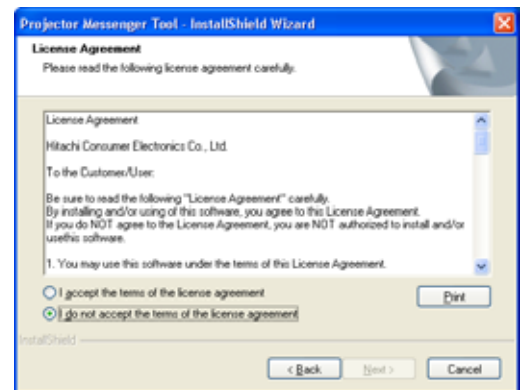 Projector Messenger Tool - InstallShield Wizard
License Agreement
Please read the following license agreement carefully.
License Agreement
Hitachi Consumer Electronics Co., Ltd.
To the Customer/User:
Be sure to read the following "License Agreement" carefully.
By installing and/or using of this software, you agree to this License Agreement.
If you do NOT agree to the License Agreement, you are NOT authorized to install and/or
usethis software.
1. You may use this software under the terms of this License Agreement.
I accept the terms of the license agreement
Print
I do not accept the terms of the license agreement
InstallShield
< Back Next > Cancel